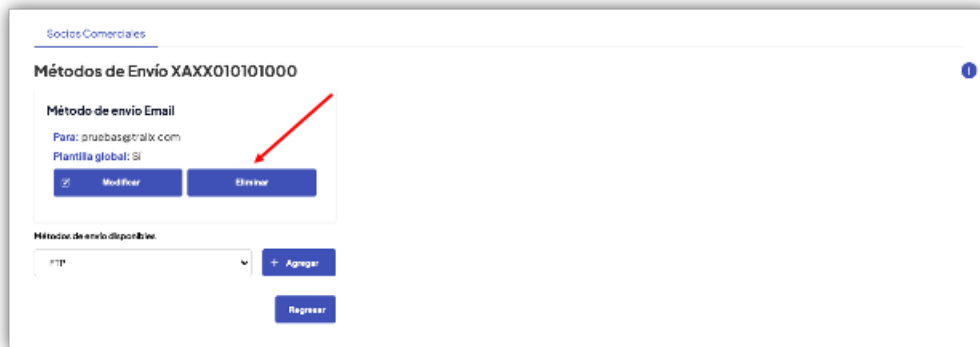 Socios Comerciales
Métodos de Envío XAXX010101000
Método de envío Email
Para: pruebas@tralix.com
Plantilla global: Sí
Modificar
Eliminar
Métodos de envío disponibles
FTP
+ Agregar
Regresar